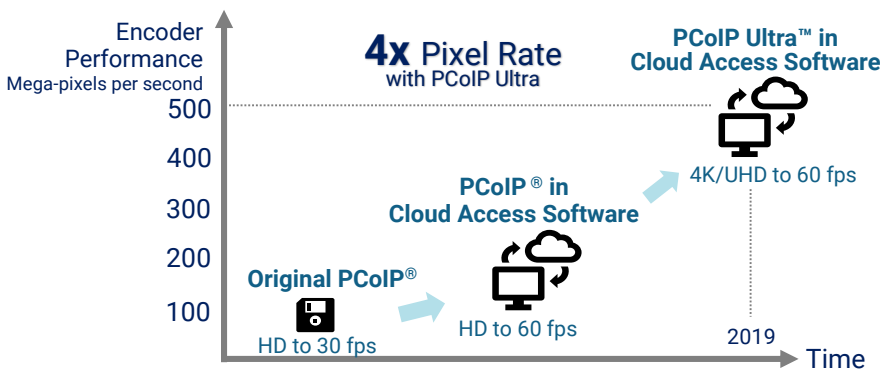 Encoder
Performance
Mega-pixels per second
4x Pixel Rate
with PCoIP Ultra
PCoIP Ultra™ in
Cloud Access Software
500
400
300
200
100
4K/UHD to 60 fps
PCoIP ® in
Cloud Access Software
HD to 60 fps
Original PCoIP®
HD to 30 fps
2019
Time